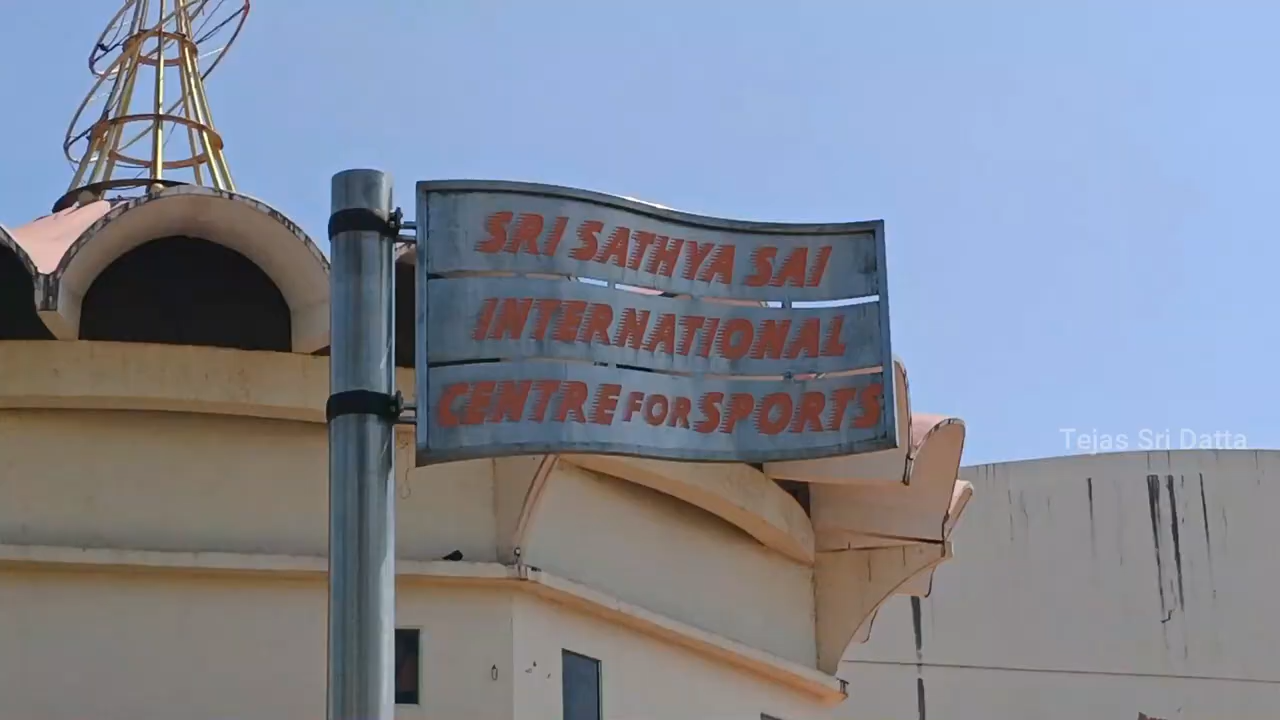 SRI SATHYA SAI
INTERNATIONAL
CENTRE FOR SPORTS
Tejas Sri Datta